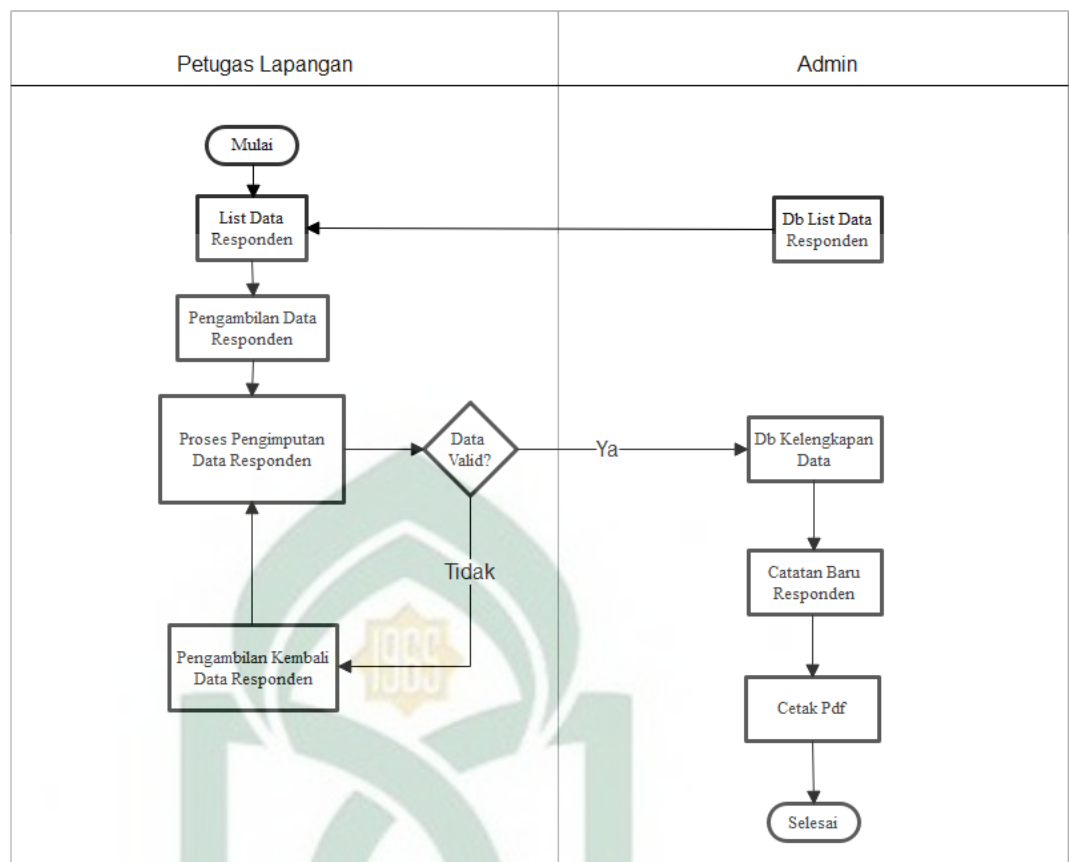 Petugas Lapangan
Admin
Mulai
List Data
Responden
Db List Data
Responden
Pengambilan Data
Responden
Proses Pengimputan
Data Responden
Data
Valid?
Ya
Db Kelengkapan
Data
Tidak
Catatan Baru
Responden
Pengambilan Kembali
Data Responden
1965
Cetak Pdf
Selesai